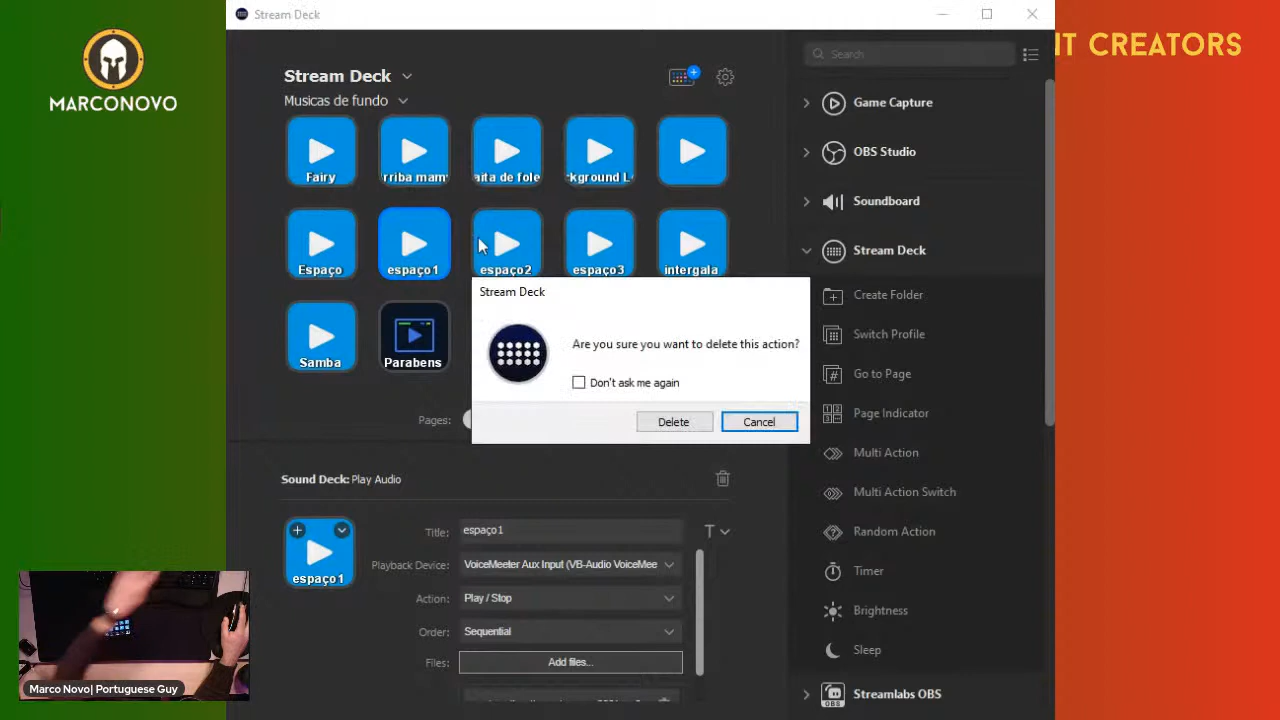 Stream Deck
MARCONOVO
NT CREATORS
Stream Deck
Musicas de fundo
Search
Fairy
rriba mam
aita de fole
kground L
Espaço
espaço1
espaço2
espaço3
intergala
Samba
Parabens
Pages:
Stream Deck
Are you sure you want to delete this action?
Don't ask me again
Delete
Cancel
Sound Deck: Play Audio
espaço1
Title:
espaço1
T
Playback Device:
VoiceMeeter Aux Input (VB-Audio VoiceMee
Action:
Play / Stop
Order:
Sequential
Files:
Add files...
Game Capture
OBS Studio
Soundboard
Stream Deck
Create Folder
Switch Profile
Go to Page
Page Indicator
Multi Action
Multi Action Switch
Random Action
Timer
Brightness
Sleep
OBS
Streamlabs OBS
Marco Novo| Portuguese Guy